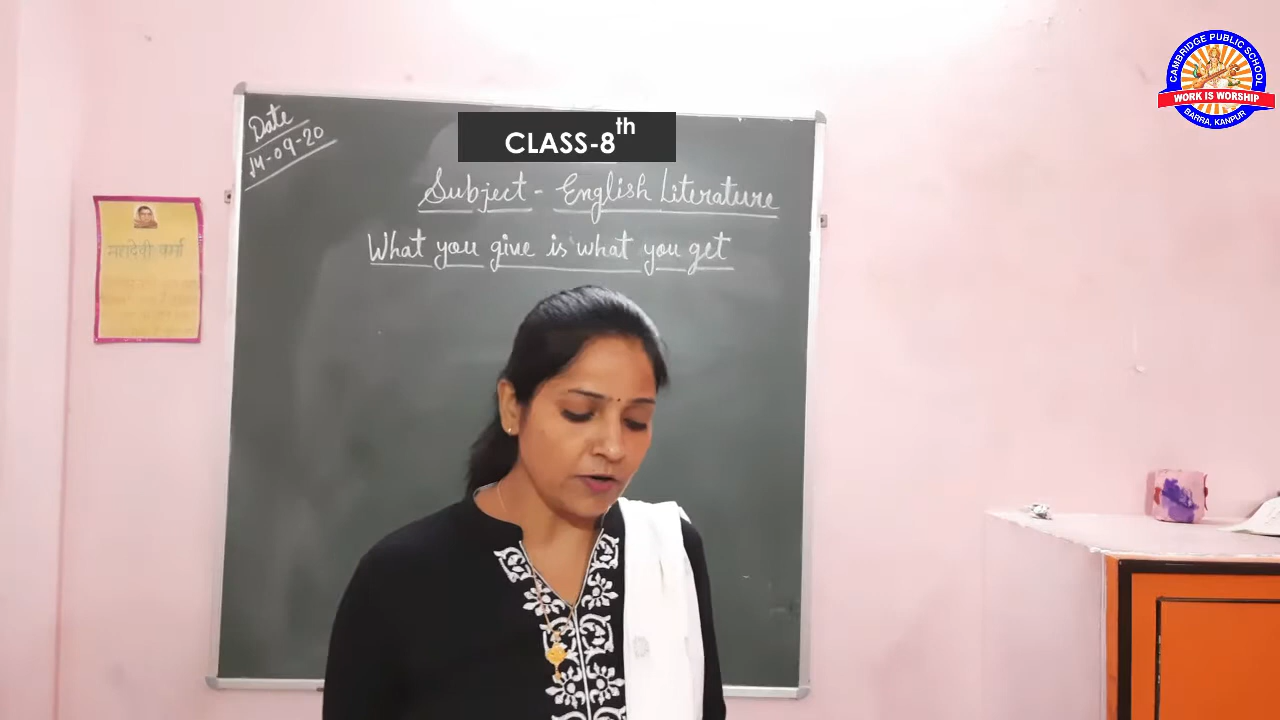 Date
14-09-20
CLASS-8th
Subject - English Literature
What you give is what you get
महादेवी वर्मा
CAMBRIDGE PUBLIC SCHOOL
WORK IS WORSHIP
BARRA, KANPUR